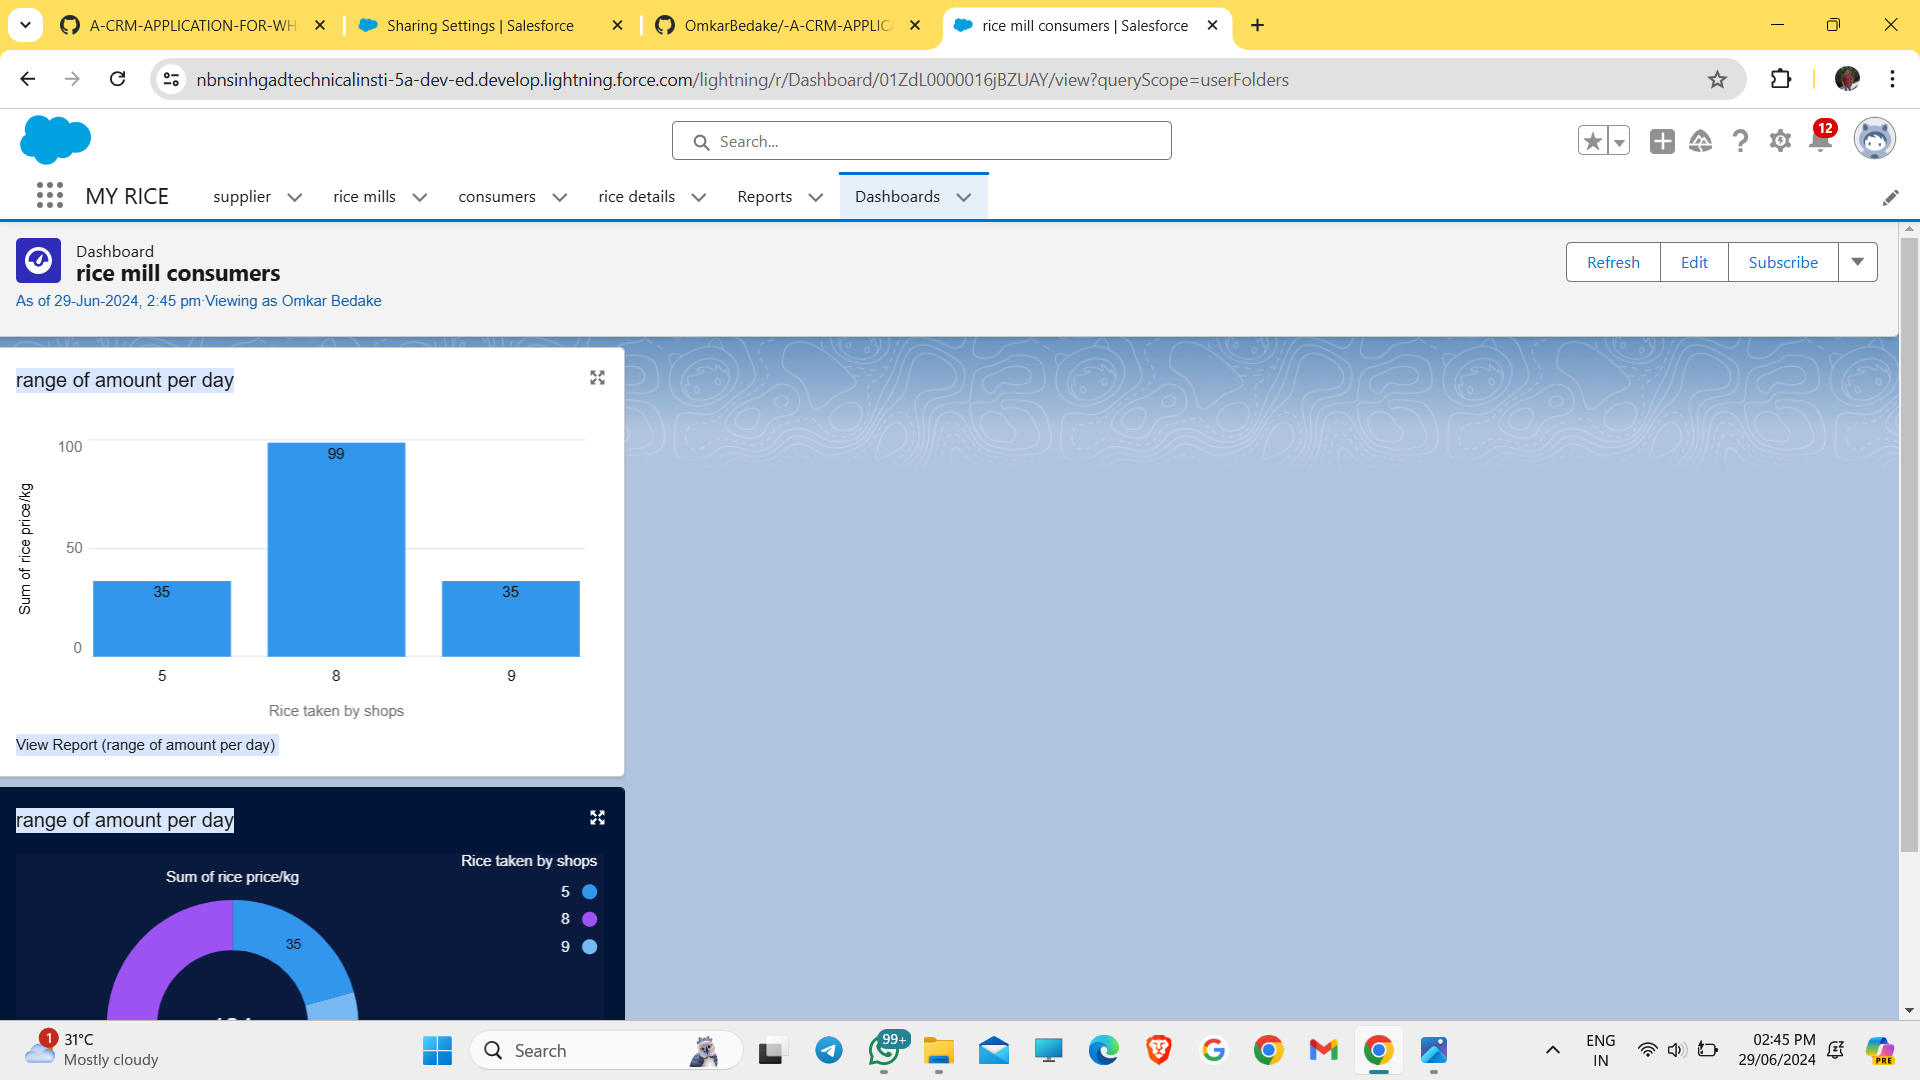 A-CRM-APPLICATION-FOR-WH
Sharing Settings | Salesforce
OmkarBedake/-A-CRM-APPLICA
rice mill consumers | Salesforce
nbnsinhgadtechnicalinsti-5a-dev-ed.develop.lightning.force.com/lightning/r/Dashboard/01ZdL0000016jBZUAY/view?queryScope=userFolders
Search...
12
MY RICE
supplier
rice mills
consumers
rice details
Reports
Dashboards
Dashboard
rice mill consumers
As of 29-Jun-2024, 2:45 pm·Viewing as Omkar Bedake
Refresh
Edit
Subscribe
range of amount per day
Sum of rice price/kg
100
50
0
35
99
35
5
8
9
Rice taken by shops
View Report (range of amount per day)
range of amount per day
Rice taken by shops
Sum of rice price/kg
5
8
9
35
1
31°C
Mostly cloudy
Search
99+
ENG
IN
02:45 PM
29/06/2024
PRE